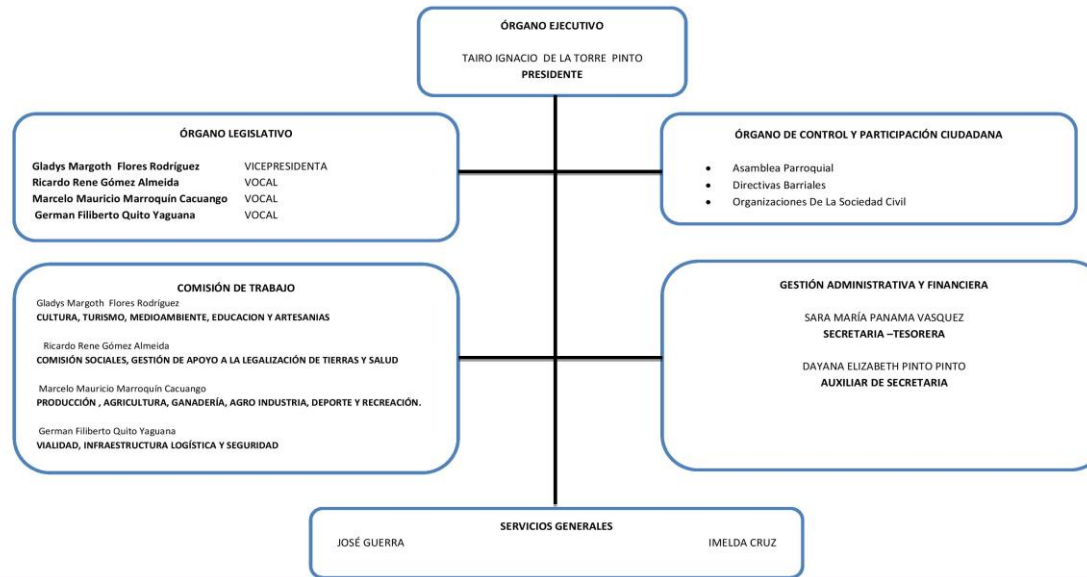 ÓRGANO EJECUTIVO
TAIRO IGNACIO DE LA TORRE PINTO
PRESIDENTE
ÓRGANO LEGISLATIVO
Gladys Margoth Flores Rodríguez VICEPRESIDENTA
Ricardo Rene Gómez Almeida VOCAL
Marcelo Mauricio Marroquín Cacuango VOCAL
German Filiberto Quito Yaguana VOCAL
ÓRGANO DE CONTROL Y PARTICIPACIÓN CIUDADANA
• Asamblea Parroquial
• Directivas Barriales
• Organizaciones De La Sociedad Civil
COMISIÓN DE TRABAJO
Gladys Margoth Flores Rodríguez
CULTURA, TURISMO, MEDIOAMBIENTE, EDUCACION Y ARTESANIAS
Ricardo Rene Gómez Almeida
COMISIÓN SOCIALES, GESTIÓN DE APOYO A LA LEGALIZACIÓN DE TIERRAS Y SALUD
Marcelo Mauricio Marroquín Cacuango
PRODUCCIÓN , AGRICULTURA, GANADERÍA, AGRO INDUSTRIA, DEPORTE Y RECREACIÓN.
German Filiberto Quito Yaguana
VIALIDAD, INFRAESTRUCTURA LOGÍSTICA Y SEGURIDAD
GESTIÓN ADMINISTRATIVA Y FINANCIERA
SARA MARÍA PANAMA VASQUEZ
SECRETARIA –TESORERA
DAYANA ELIZABETH PINTO PINTO
AUXILIAR DE SECRETARIA
SERVICIOS GENERALES
JOSÉ GUERRA IMELDA CRUZ